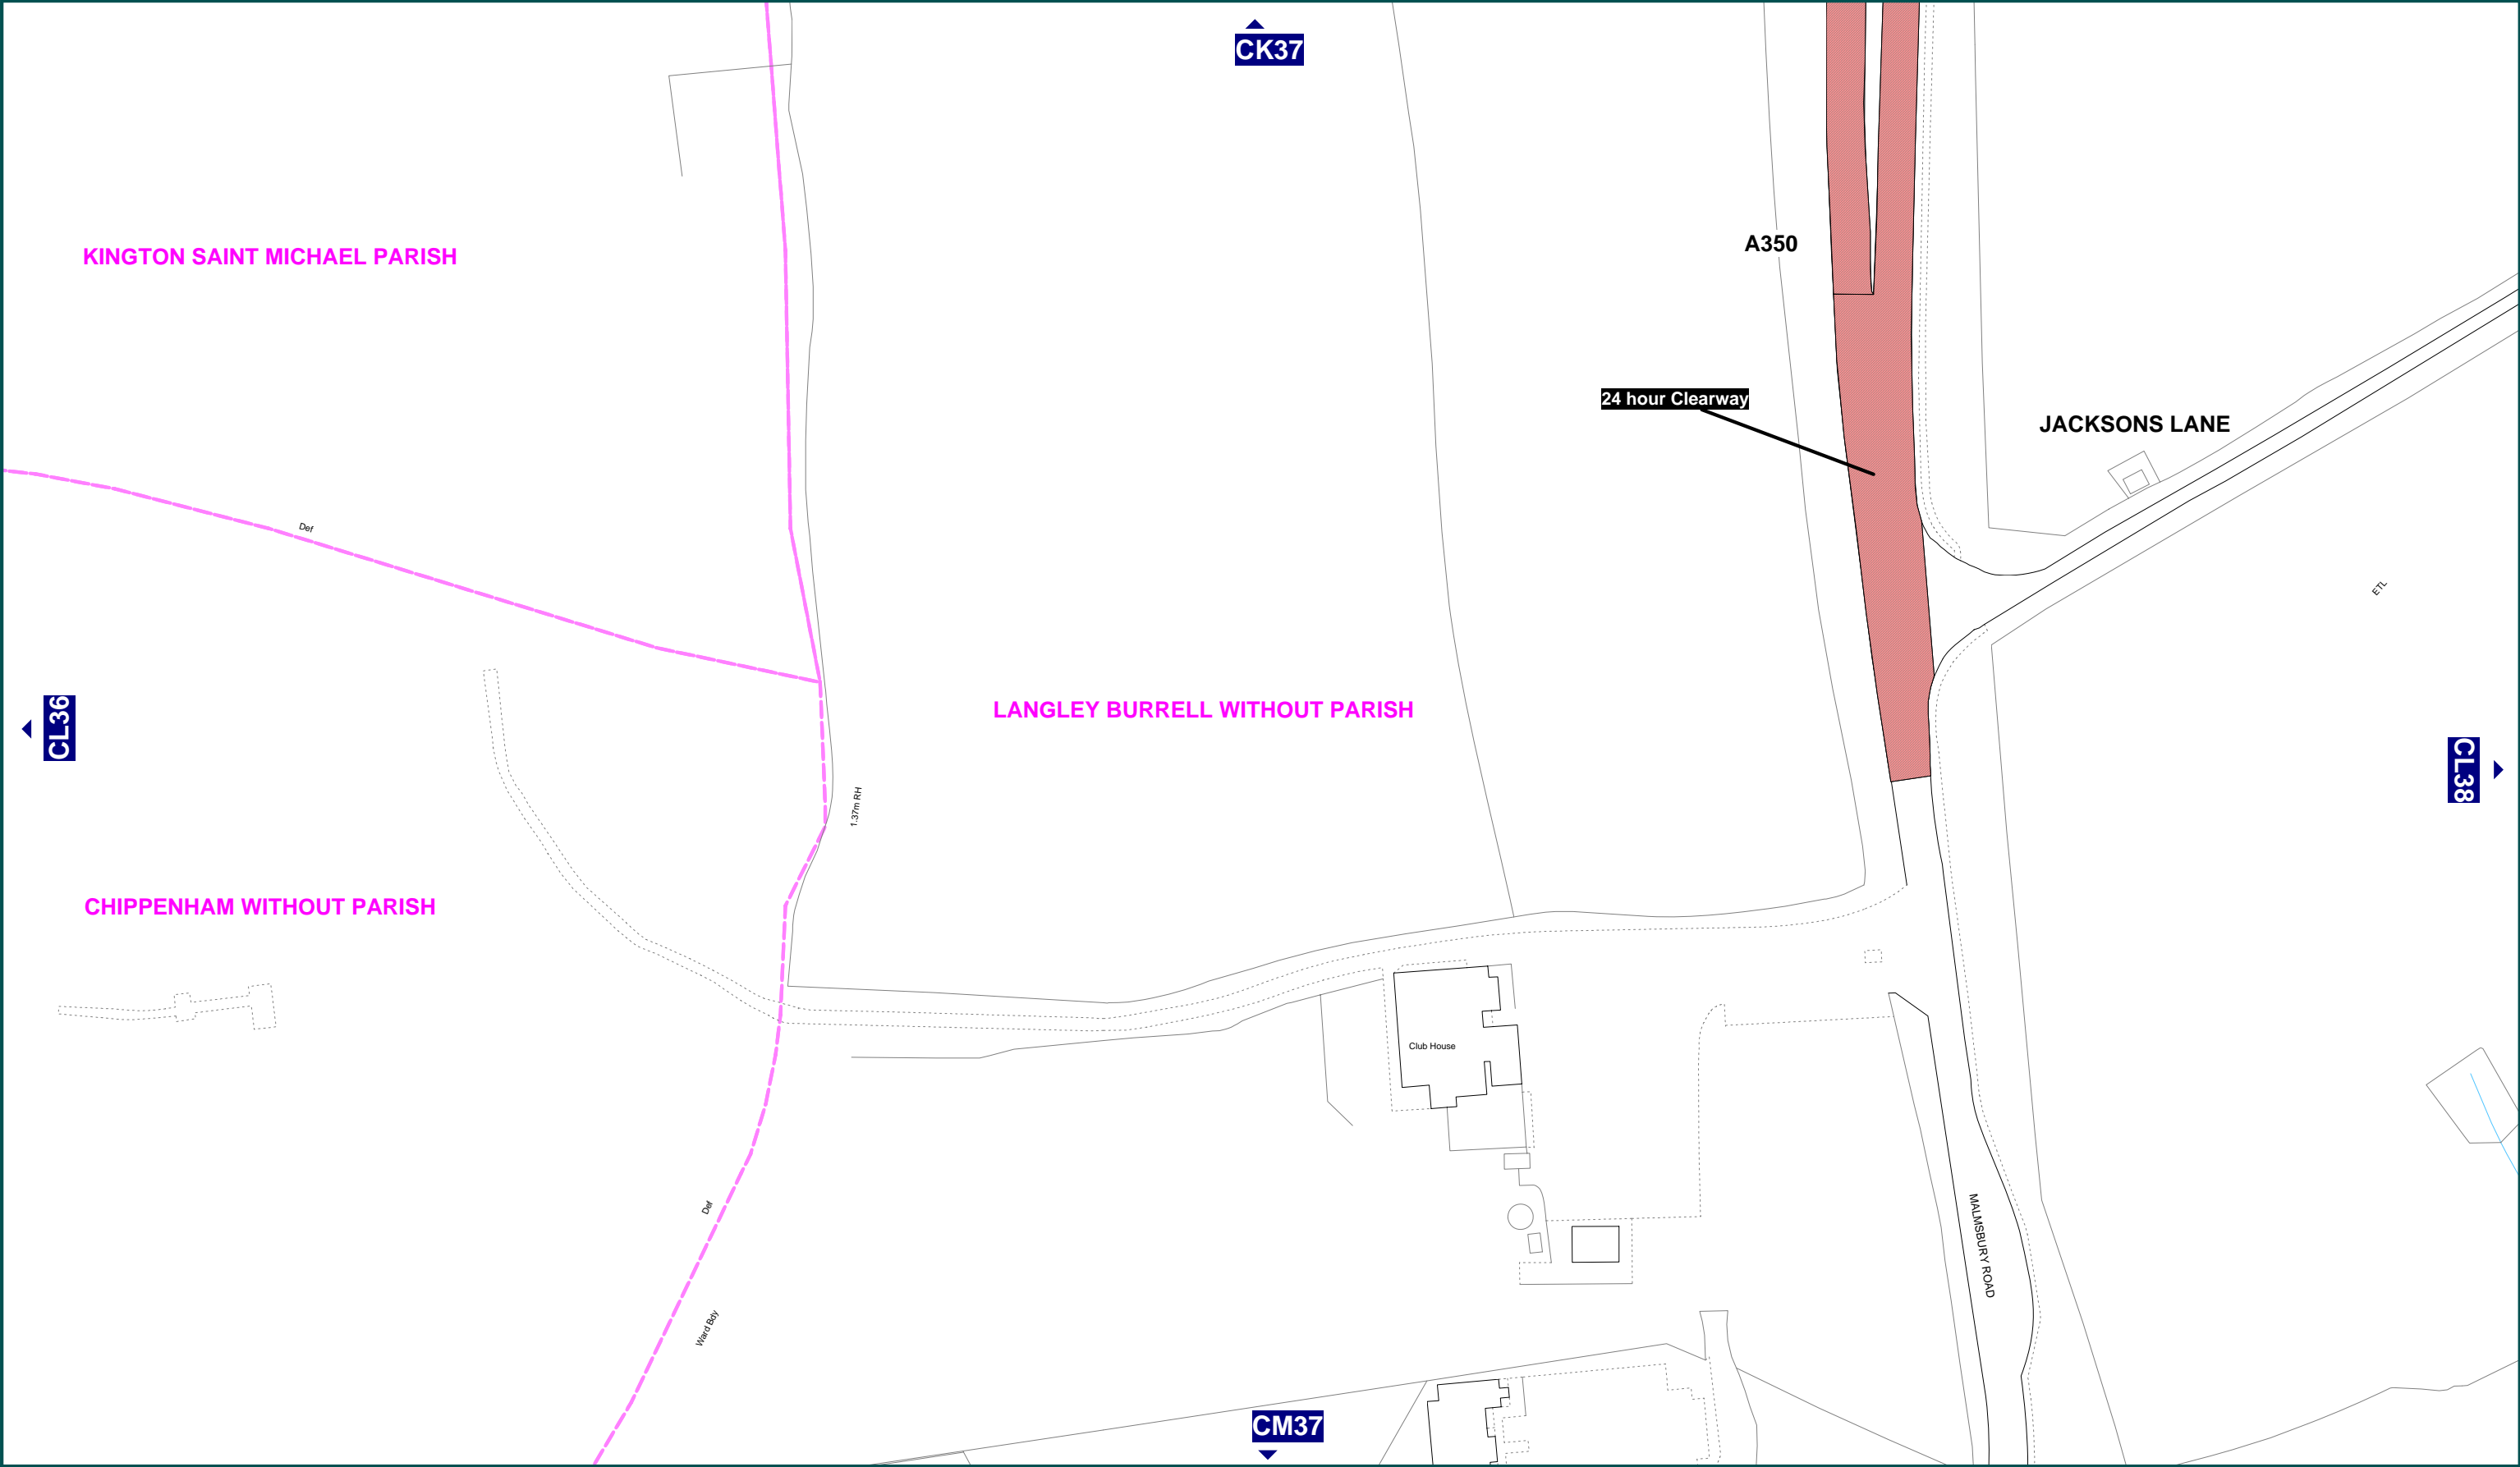 CK37
KINGTON SAINT MICHAEL PARISH
A350
24 hour Clearway
JACKSONS LANE
Def
ETL
LANGLEY BURRELL WITHOUT PARISH
CL36
CL38
1.37m RH
CHIPPENHAM WITHOUT PARISH
Club House
Def
MALMSBURY ROAD
Ward Bdy
CM37